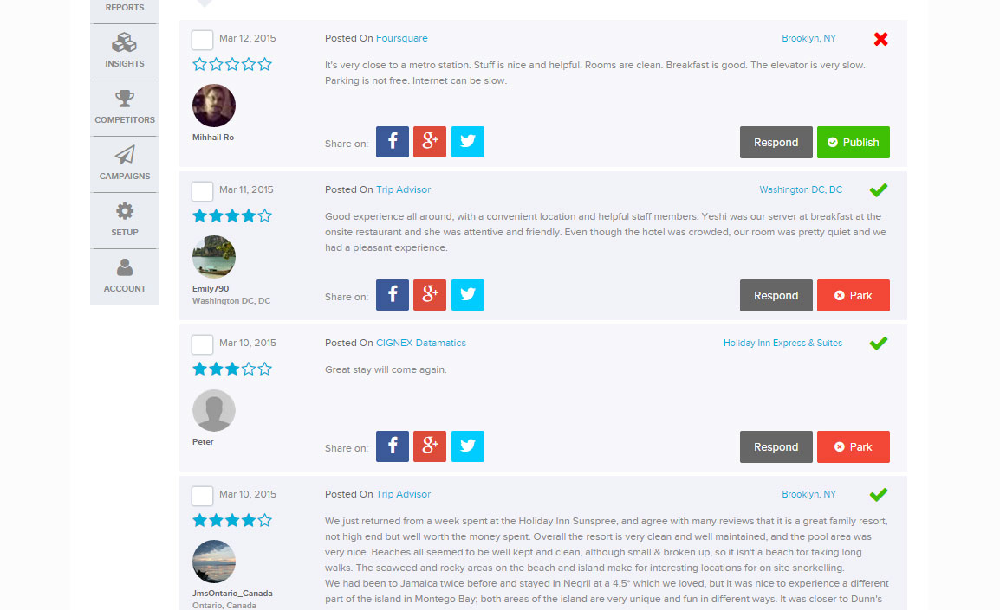 REPORTS
INSIGHTS
COMPETITORS
CAMPAIGNS
SETUP
ACCOUNT
Mar 12, 2015 Posted On Foursquare Brooklyn, NY
It's very close to a metro station. Stuff is nice and helpful. Rooms are clean. Breakfast is good. The elevator is very slow.
Parking is not free. Internet can be slow.
Mihhail Ro
Share on: f g+ Respond Publish
Mar 11, 2015 Posted On Trip Advisor Washington DC, DC
Good experience all around, with a convenient location and helpful staff members. Yeshi was our server at breakfast at the
onsite restaurant and she was attentive and friendly. Even though the hotel was crowded, our room was pretty quiet and we
had a pleasant experience.
Emily790
Washington DC, DC
Share on: f g+ Respond Park
Mar 10, 2015 Posted On CIGNEX Datamatics Holiday Inn Express & Suites
Great stay will come again.
Peter
Share on: f g+ Respond Park
Mar 10, 2015 Posted On Trip Advisor Brooklyn, NY
We just returned from a week spent at the Holiday Inn Sunspree, and agree with many reviews that it is a great family resort,
not high end but well worth the money spent. Overall the resort is very clean and well maintained, and the pool area was
very nice. Beaches all seemed to be well kept and clean, although small & broken up, so it isn't a beach for taking long
walks. The seaweed and rocky areas on the beach and island make for interesting locations for on site snorkelling.
We had been to Jamaica twice before and stayed in Negril at a 4.5* which we loved, but it was nice to experience a different
part of the island in Montego Bay; both areas of the island are very unique and fun in different ways. It was closer to Dunn's
JmsOntario_Canada
Ontario, Canada